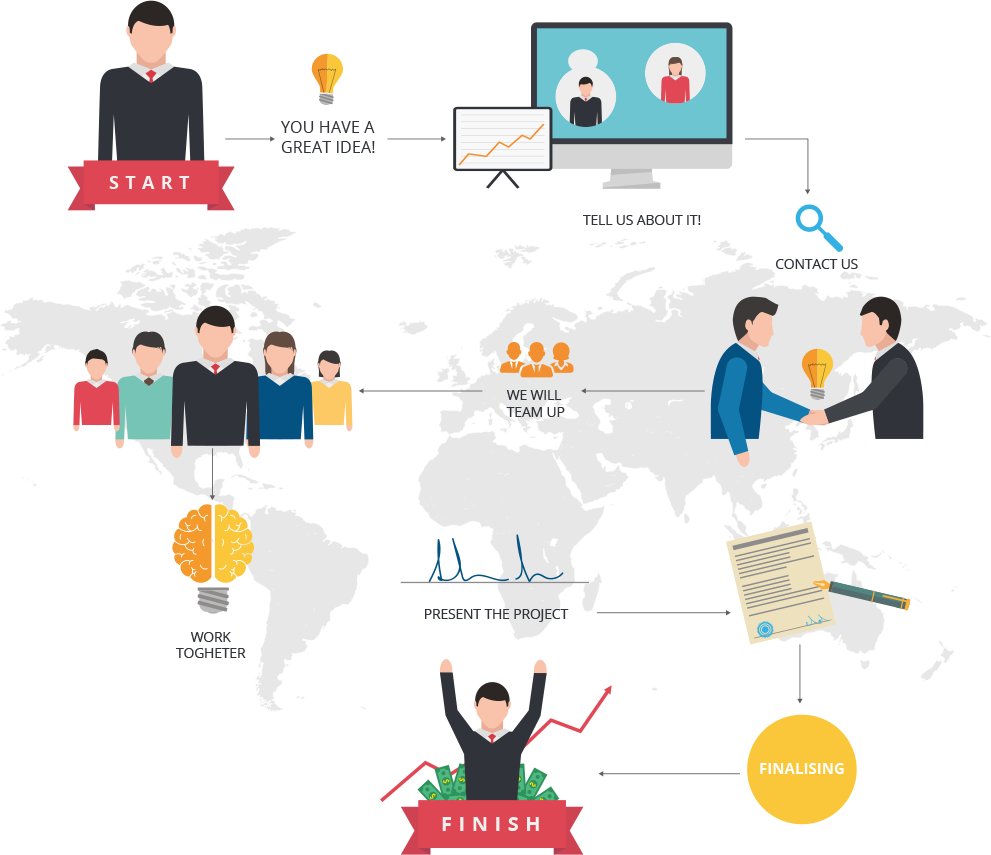 START
YOU HAVE A
GREAT IDEA!
TELL US ABOUT IT!
CONTACT US
WE WILL
TEAM UP
WORK
TOGHETER
PRESENT THE PROJECT
FINALISING
FINISH